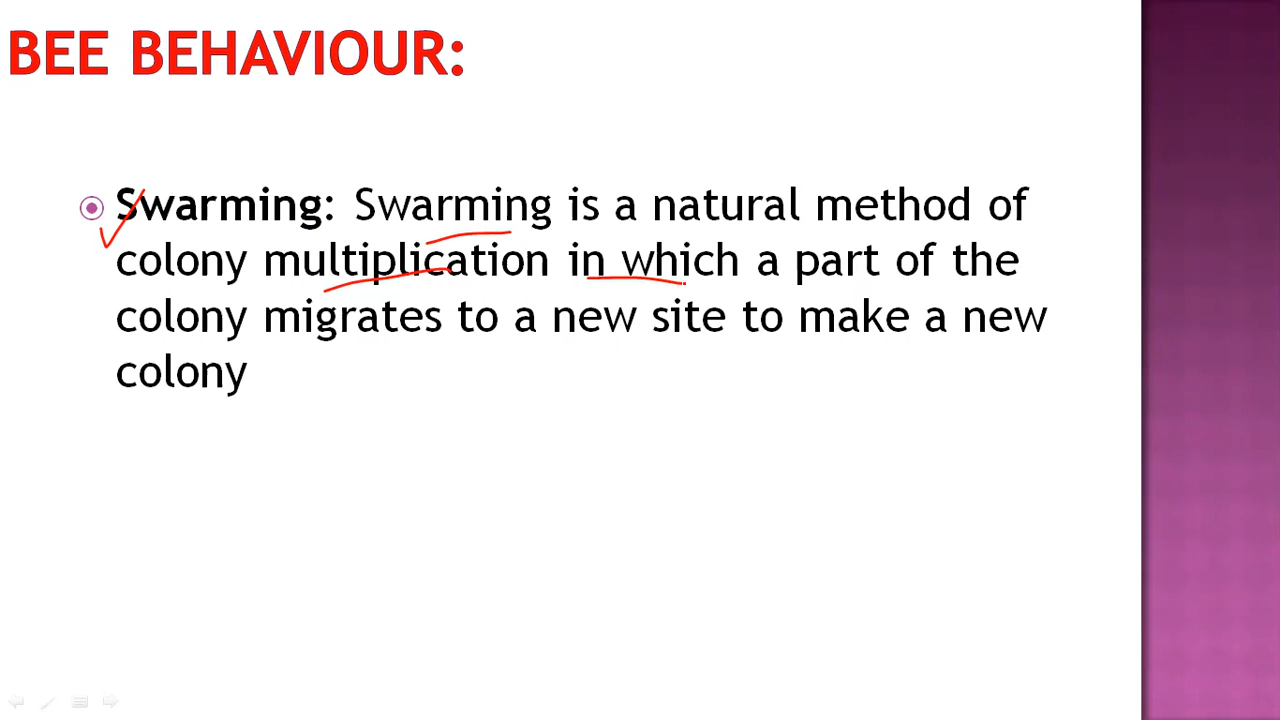 BEE BEHAVIOUR:
Swarming: Swarming is a natural method of
colony multiplication in which a part of the
colony migrates to a new site to make a new
colony